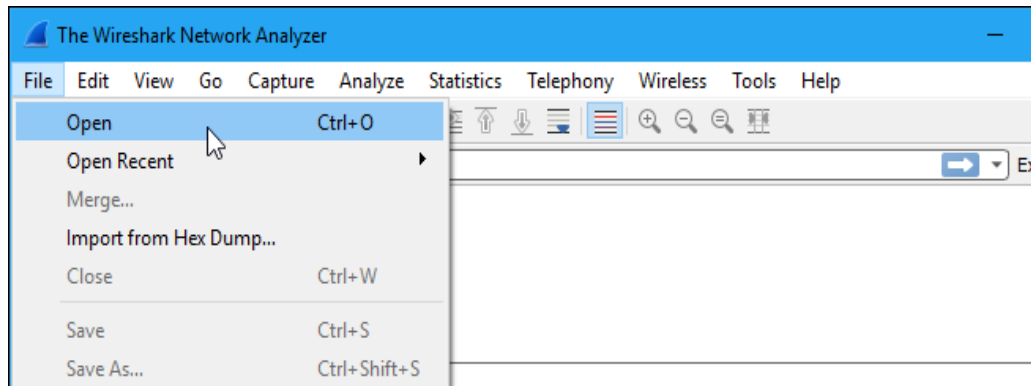 The Wireshark Network Analyzer
File Edit View Go Capture Analyze Statistics Telephony Wireless Tools Help
Open Ctrl+O
Open Recent
Merge...
Import from Hex Dump...
Close Ctrl+W
Save Ctrl+S
Save As... Ctrl+Shift+S